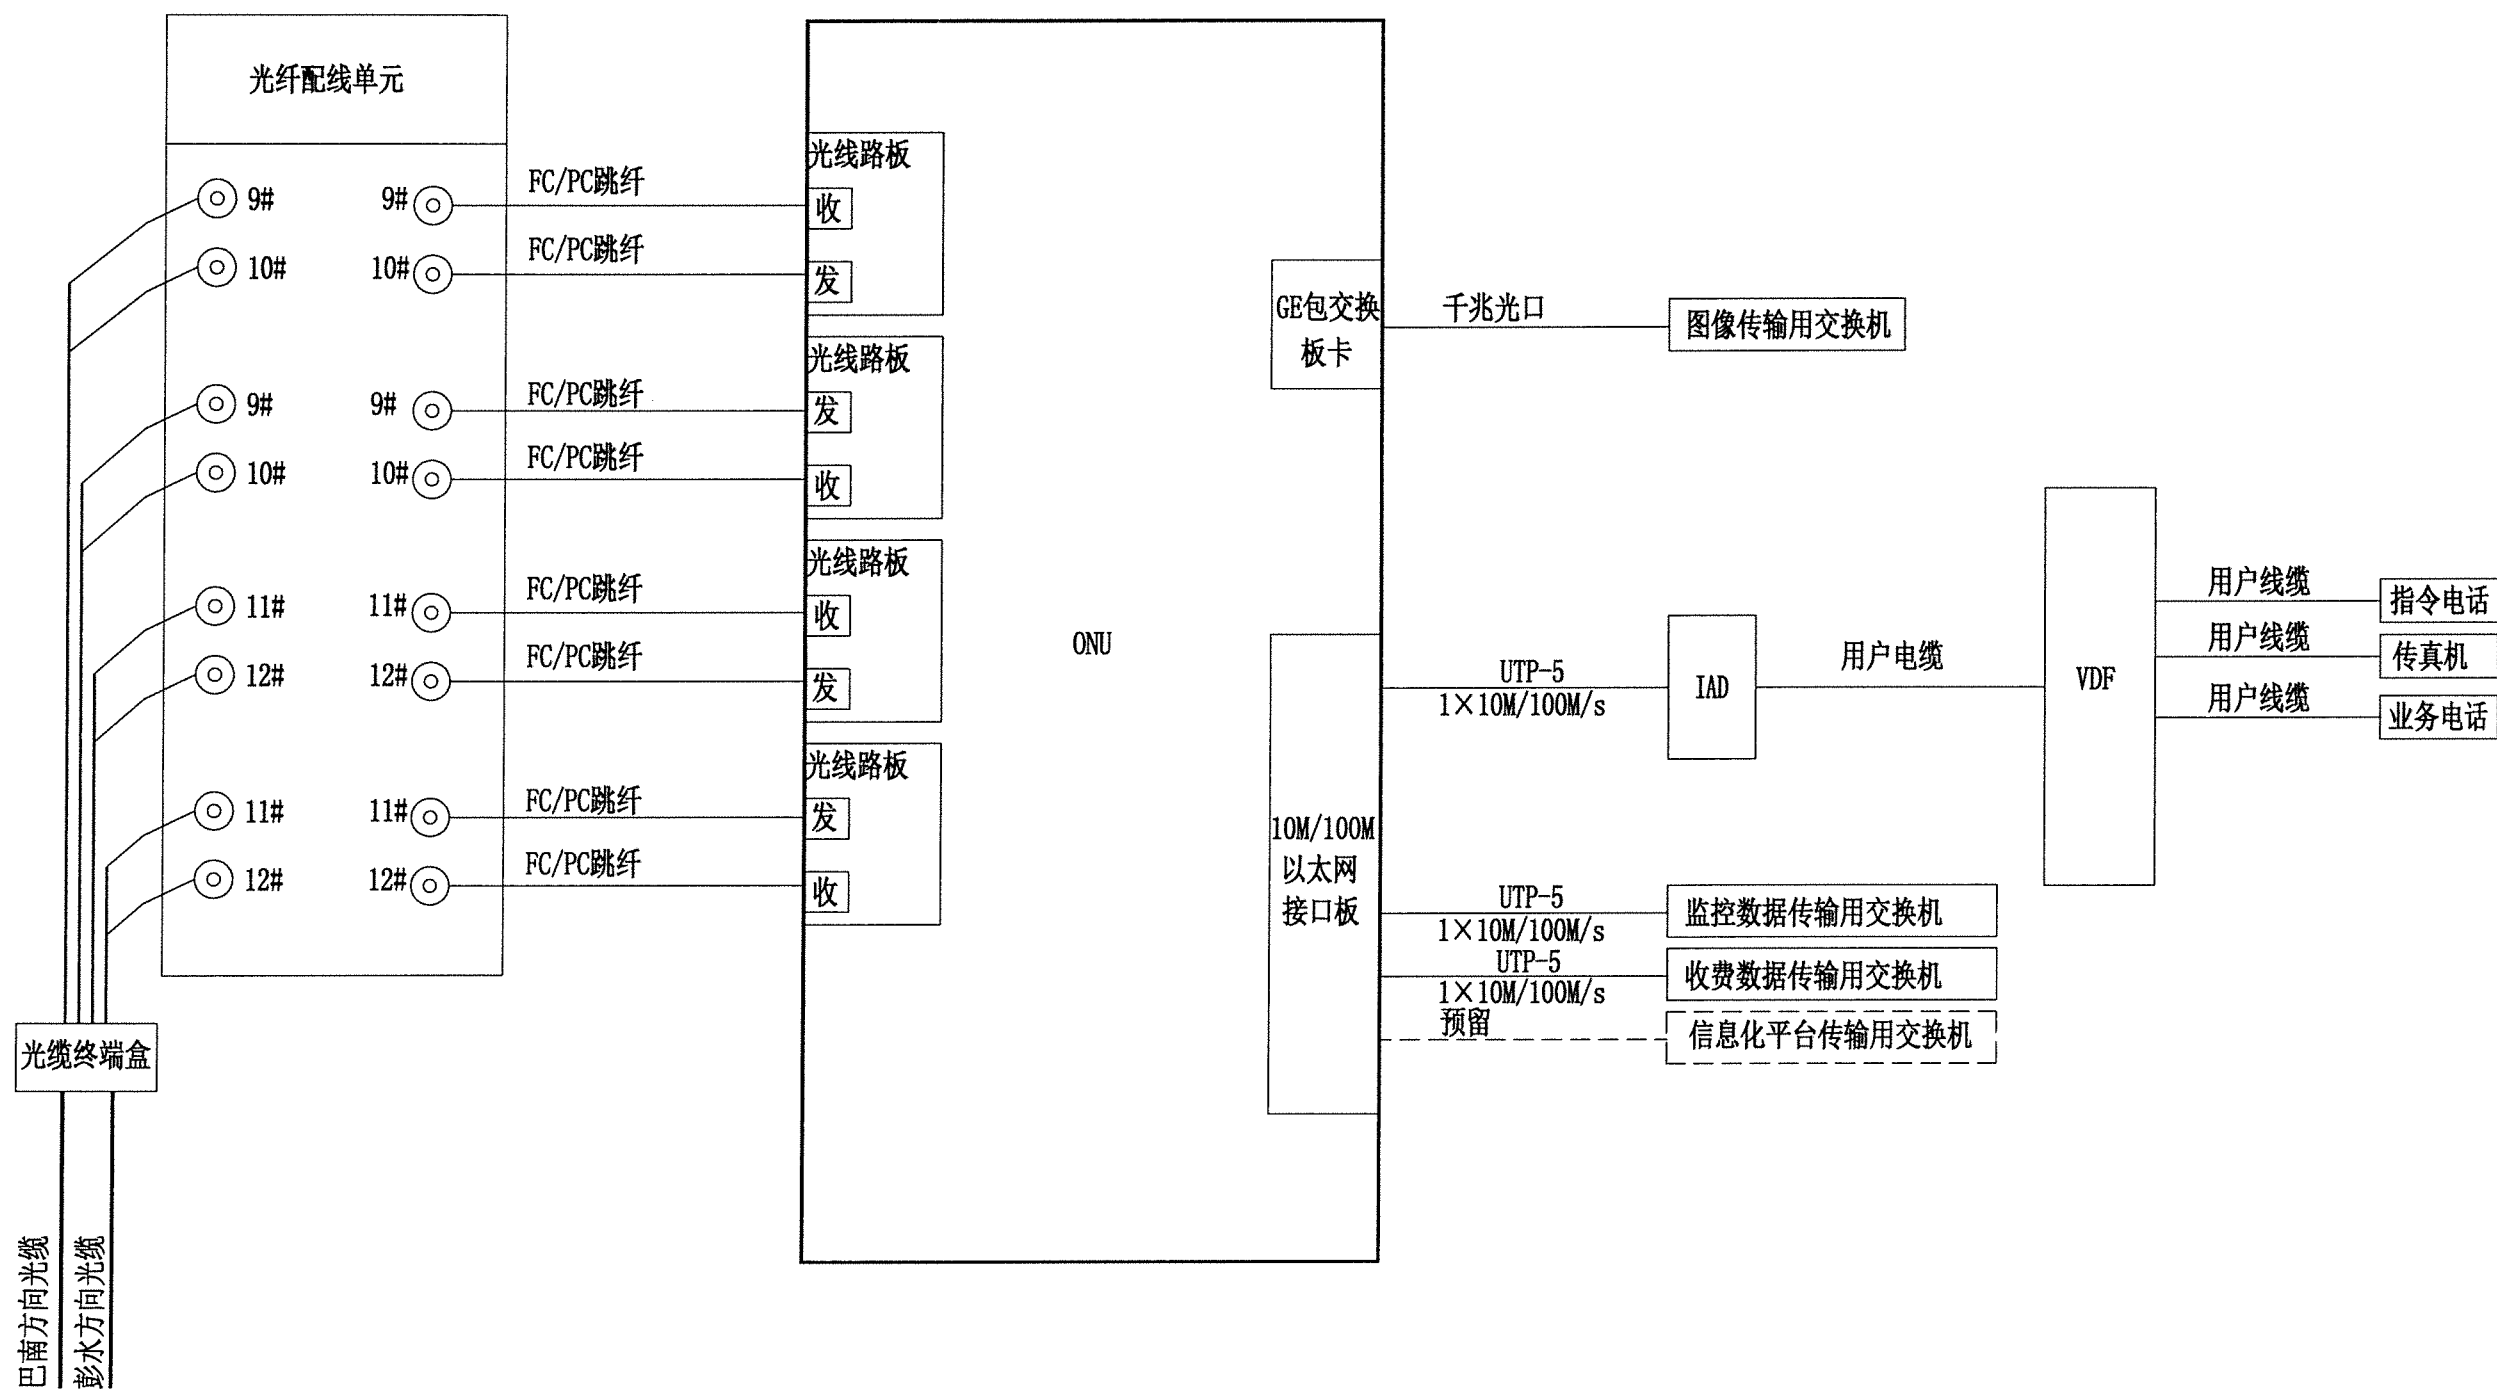 光纤配线单元
9#
9#
10#
10#
9#
9#
10#
10#
11#
11#
12#
12#
11#
11#
12#
12#
FC/PC跳纤
FC/PC跳纤
FC/PC跳纤
FC/PC跳纤
FC/PC跳纤
FC/PC跳纤
FC/PC跳纤
FC/PC跳纤
光线路板
收
发
光线路板
发
收
光线路板
收
发
光线路板
发
收
ONU
GE包交换
板卡
千兆光口
图像传输用交换机
10M/100M
以太网
接口板
UTP-5
1×10M/100M/s
IAD
用户电缆
VDF
用户线缆
指令电话
用户线缆
传真机
用户线缆
业务电话
UTP-5
1×10M/100M/s
监控数据传输用交换机
UTP-5
1×10M/100M/s
收费数据传输用交换机
预留
信息化平台传输用交换机
光缆终端盒
巴南方向光缆
彭水方向光缆